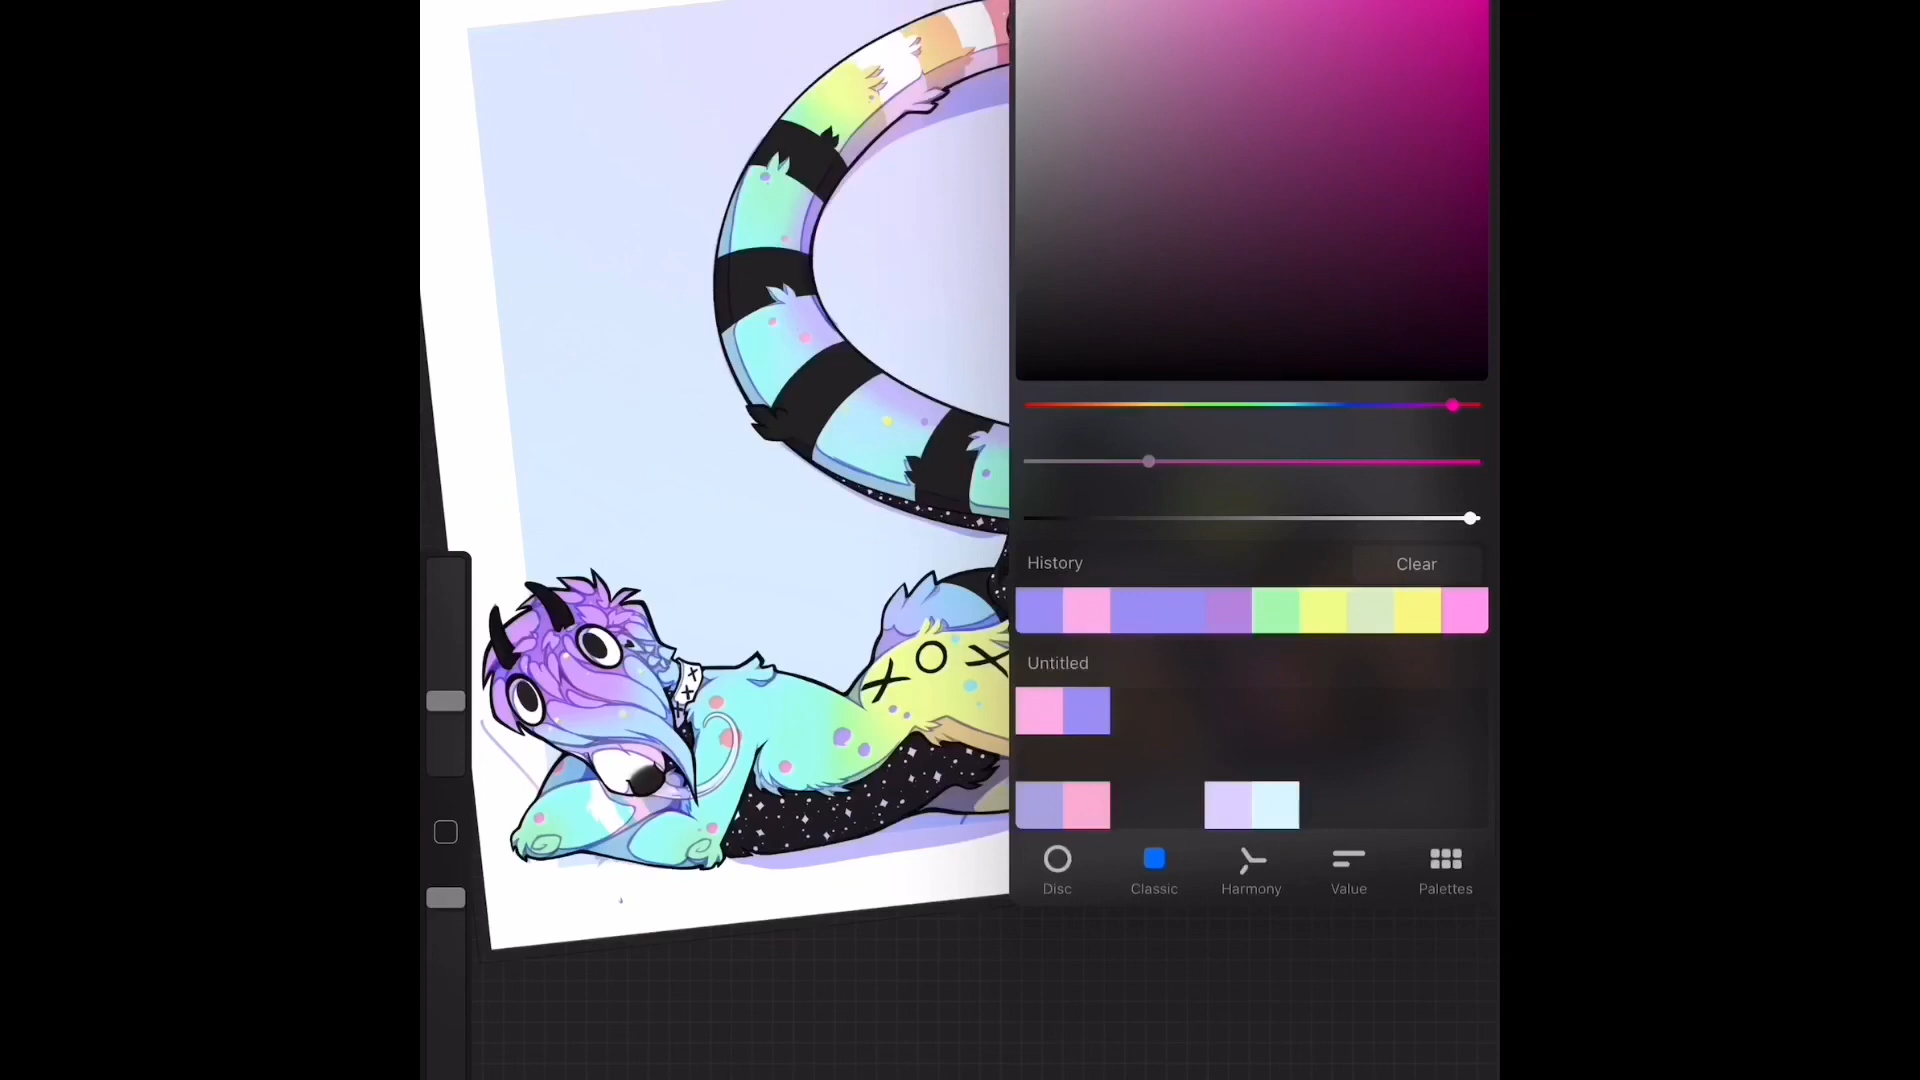 History
Clear
Untitled
Disc
Classic
Harmony
Value
Palettes
X O X
X
X